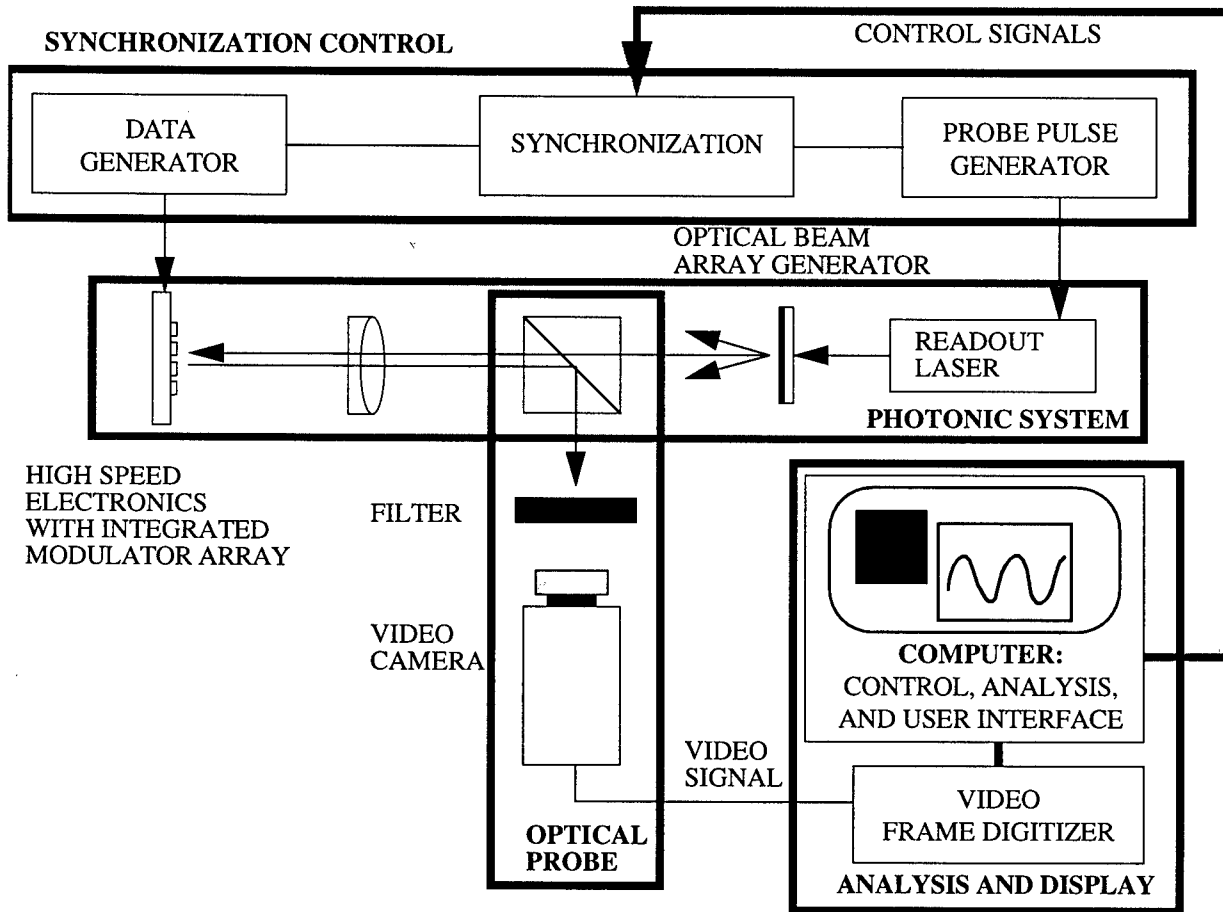 SYNCHRONIZATION CONTROL
CONTROL SIGNALS
DATA
GENERATOR
SYNCHRONIZATION
PROBE PULSE
GENERATOR
OPTICAL BEAM
ARRAY GENERATOR
READOUT
LASER
PHOTONIC SYSTEM
HIGH SPEED
ELECTRONICS
WITH INTEGRATED
MODULATOR ARRAY
FILTER
VIDEO
CAMERA
COMPUTER:
CONTROL, ANALYSIS,
AND USER INTERFACE
VIDEO
SIGNAL
VIDEO
FRAME DIGITIZER
OPTICAL
PROBE
ANALYSIS AND DISPLAY